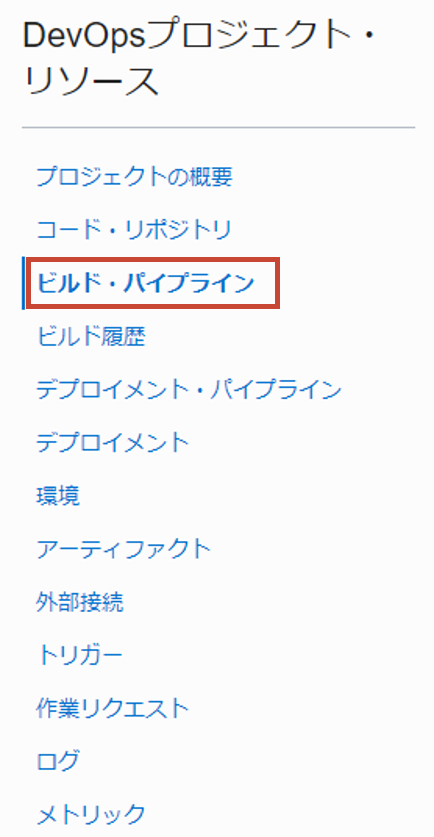 DevOpsプロジェクト・
リソース
プロジェクトの概要
コード・リポジトリ
ビルド・パイプライン
ビルド履歴
デプロイメント・パイプライン
デプロイメント
環境
アーティファクト
外部接続
トリガー
作業リクエスト
ログ
メトリック